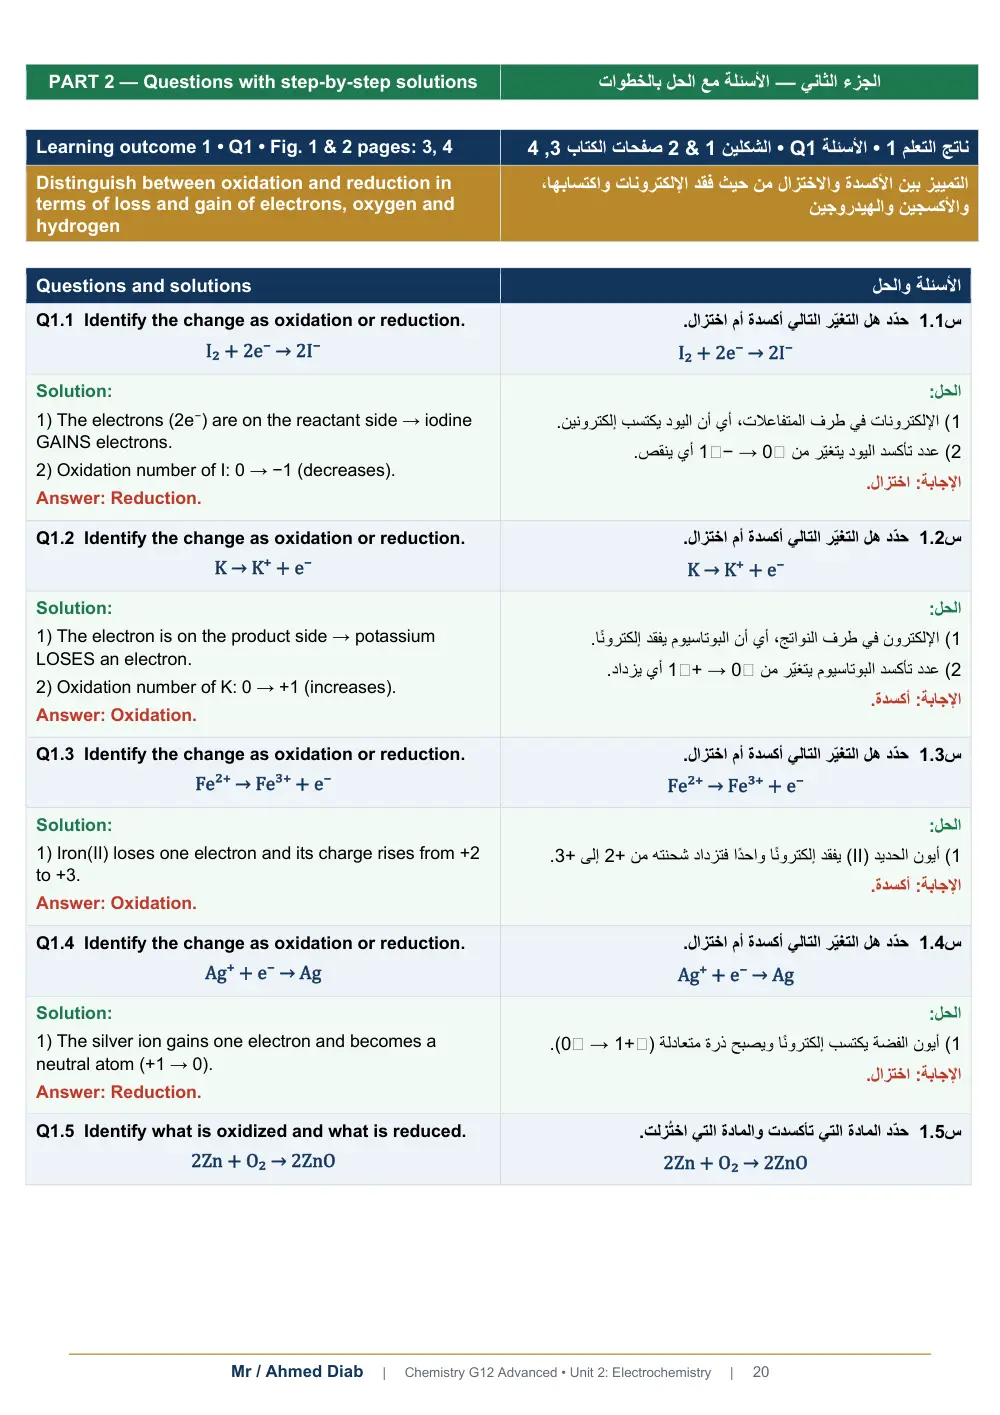 PART 2 — Questions with step-by-step solutions
الجزء الثاني — الأسئلة مع الحل بالخطوات
Learning outcome 1 • Q1 • Fig. 1 & 2 pages: 3, 4
ناتج التعلم 1 • الأسئلة Q1 • الشكلين 1 & 2 صفحات الكتاب 3, 4
Distinguish between oxidation and reduction in
terms of loss and gain of electrons, oxygen and
hydrogen
التمييز بين الأكسدة والاختزال من حيث فقد الإلكترونات واكتسابها،
والأكسجين والهيدروجين
Questions and solutions
الأسئلة والحل
Q1.1 Identify the change as oxidation or reduction.
I₂ + 2e⁻ → 2I⁻
س1.1 حدّد هل التغيّر التالي أكسدة أم اختزال.
I₂ + 2e⁻ → 2I⁻
Solution:
1) The electrons (2e⁻) are on the reactant side → iodine
GAINS electrons.
2) Oxidation number of I: 0 → −1 (decreases).
Answer: Reduction.
الحل:
1) الإلكترونات في طرف المتفاعلات، أي أن اليود يكتسب إلكترونين.
2) عدد تأكسد اليود يتغيّر من □0 → −□1 أي ينقص.
الإجابة: اختزال.
Q1.2 Identify the change as oxidation or reduction.
K → K⁺ + e⁻
س1.2 حدّد هل التغيّر التالي أكسدة أم اختزال.
K → K⁺ + e⁻
Solution:
1) The electron is on the product side → potassium
LOSES an electron.
2) Oxidation number of K: 0 → +1 (increases).
Answer: Oxidation.
الحل:
1) الإلكترون في طرف النواتج، أي أن البوتاسيوم يفقد إلكترونًا.
2) عدد تأكسد البوتاسيوم يتغيّر من □0 → +□1 أي يزداد.
الإجابة: أكسدة.
Q1.3 Identify the change as oxidation or reduction.
Fe²⁺ → Fe³⁺ + e⁻
س1.3 حدّد هل التغيّر التالي أكسدة أم اختزال.
Fe²⁺ → Fe³⁺ + e⁻
Solution:
1) Iron(II) loses one electron and its charge rises from +2
to +3.
Answer: Oxidation.
الحل:
1) أيون الحديد (II) يفقد إلكترونًا واحدًا فتزداد شحنته من +2 إلى +3.
الإجابة: أكسدة.
Q1.4 Identify the change as oxidation or reduction.
Ag⁺ + e⁻ → Ag
س1.4 حدّد هل التغيّر التالي أكسدة أم اختزال.
Ag⁺ + e⁻ → Ag
Solution:
1) The silver ion gains one electron and becomes a
neutral atom (+1 → 0).
Answer: Reduction.
الحل:
1) أيون الفضة يكتسب إلكترونًا ويصبح ذرة متعادلة (□+1 → □0).
الإجابة: اختزال.
Q1.5 Identify what is oxidized and what is reduced.
2Zn + O₂ → 2ZnO
س1.5 حدّد المادة التي تأكسدت والمادة التي اختُزلت.
2Zn + O₂ → 2ZnO
Mr / Ahmed Diab | Chemistry G12 Advanced • Unit 2: Electrochemistry | 20